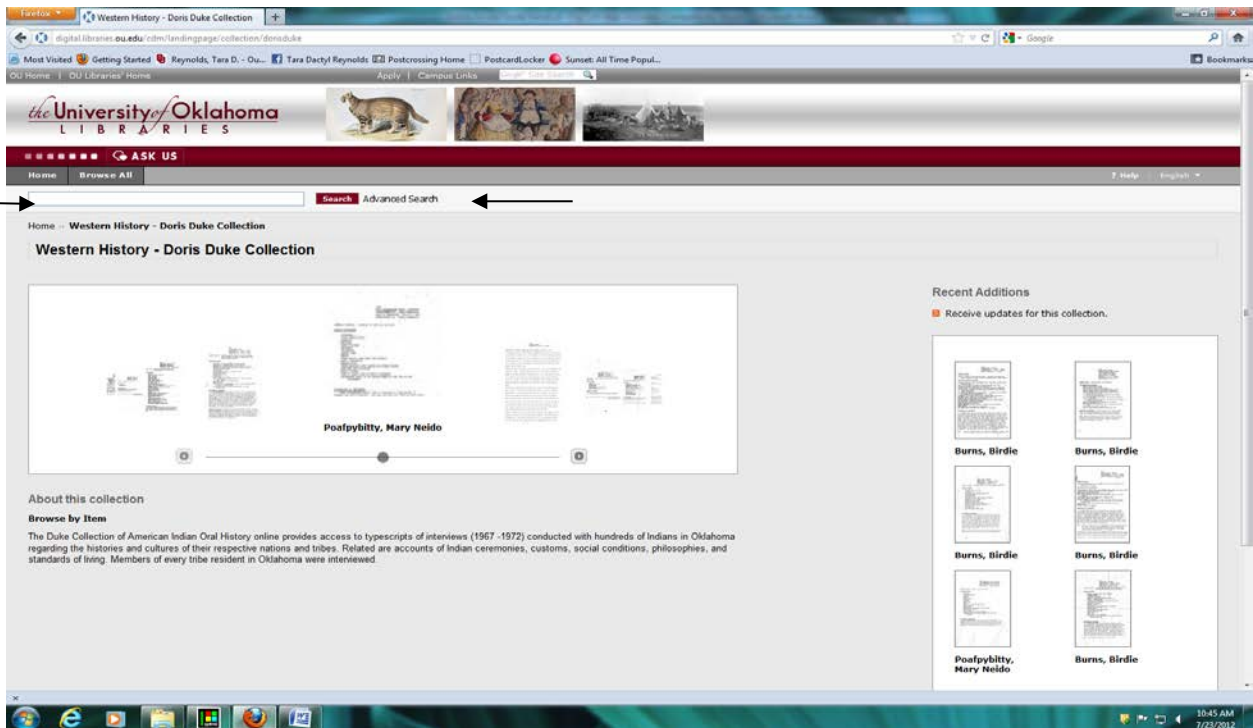 Firefox
Western History - Doris Duke Collection
digital.libraries.ou.edu/cdm/landingpage/collection/dorisduke
Google
Most Visited Getting Started Reynolds, Tara D. - Ou... Tara Dactyl Reynolds Postcrossing Home PostcardLocker Sunset: All Time Popul... Bookmarks
OU Home | OU Libraries' Home Apply | Campus Links
the University of Oklahoma
LIBRARIES
ASK US
Home Browse All ? Help English
Search Advanced Search
Home » Western History - Doris Duke Collection
Western History - Doris Duke Collection
Poafpybitty, Mary Neido
About this collection
Browse by Item
The Duke Collection of American Indian Oral History online provides access to typescripts of interviews (1967 -1972) conducted with hundreds of Indians in Oklahoma
regarding the histories and cultures of their respective nations and tribes. Related are accounts of Indian ceremonies, customs, social conditions, philosophies, and
standards of living. Members of every tribe resident in Oklahoma were interviewed.
Recent Additions
Receive updates for this collection.
Burns, Birdie Burns, Birdie
Burns, Birdie Burns, Birdie
Poafpybitty, Burns, Birdie
Mary Neido
10:45 AM
7/23/2012